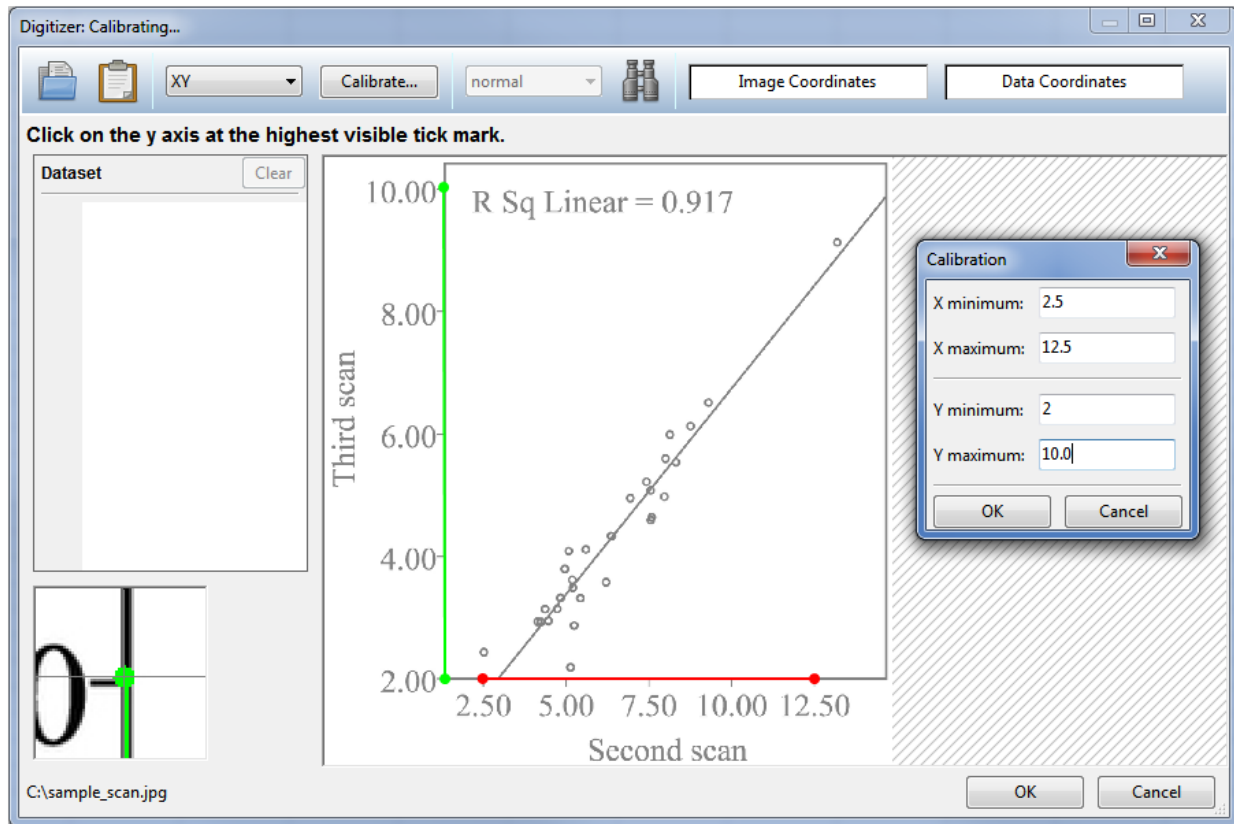 Digitizer: Calibrating...
XY
Calibrate...
normal
Image Coordinates
Data Coordinates
Click on the y axis at the highest visible tick mark.
Dataset
Clear
10.00
R Sq Linear = 0.917
8.00
6.00
4.00
2.00
Third scan
2.50 5.00 7.50 10.00 12.50
Second scan
Calibration
X minimum: 2.5
X maximum: 12.5
Y minimum: 2
Y maximum: 10.0
OK Cancel
0
C:\sample_scan.jpg
OK Cancel